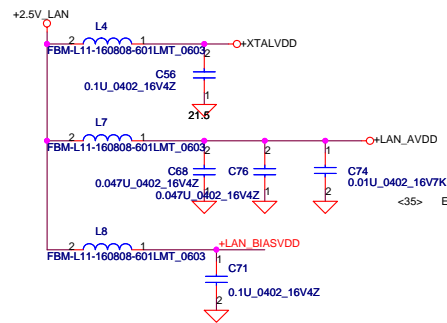 +2.5V_LAN
L4
2 1
FBM-L11-160808-601LMT_0603
+XTALVDD
2
C56
0.1U_0402_16V4Z
1
21.5
L7
2 1
FBM-L11-160808-601LMT_0603
+LAN_AVDD
2 2 1
C68 C76 C74
0.047U_0402_16V4Z
0.047U_0402_16V4Z
0.01U_0402_16V7K
1 1 2
<35> E
L8
2 1
FBM-L11-160808-601LMT_0603
+LAN_BIASVDD
1
C71
0.1U_0402_16V4Z
2